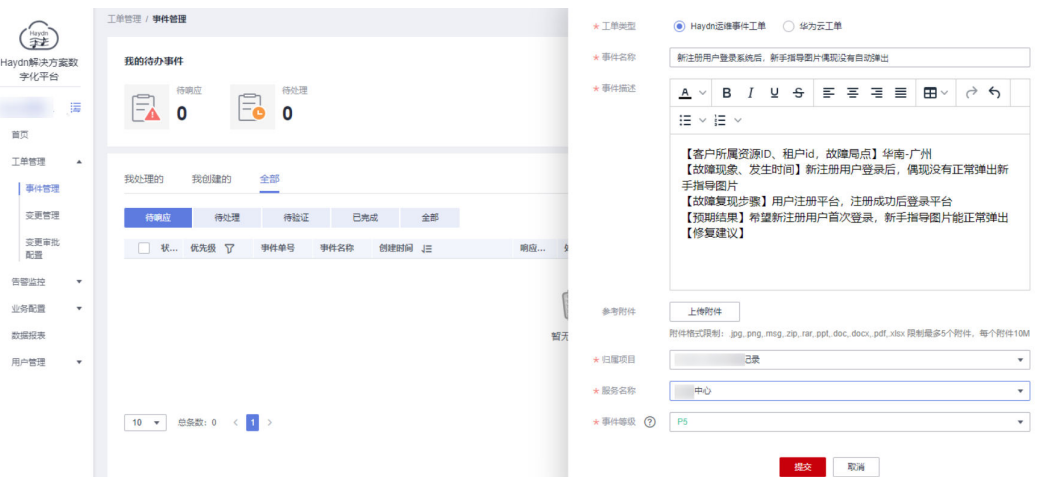 Haydn
Haydn解决方案数
字化平台
首页
工单管理
事件管理
变更管理
变更审批
配置
告警监控
业务配置
数据报表
用户管理
工单管理 / 事件管理
我的待办事件
待响应
0
待处理
0
我处理的 我创建的 全部
待响应 待处理 待验证 已完成 全部
状... 优先级 事件单号 事件名称 创建时间 响应...
暂无
10 总条数: 0 < 1 >
* 工单类型 Haydn运维事件工单 华为云工单
* 事件名称 新注册用户登录系统后，新手指导图片偶现没有自动弹出
* 事件描述
A B I U S
【客户所属资源ID、租户id，故障局点】华南-广州
【故障现象、发生时间】新注册用户登录后，偶现没有正常弹出新
手指导图片
【故障复现步骤】用户注册平台，注册成功后登录平台
【预期结果】希望新注册用户首次登录，新手指导图片能正常弹出
【修复建议】
参考附件 上传附件
附件格式限制: .jpg,.png,.msg,.zip,.rar,.ppt,.doc,.docx,.pdf,.xlsx 限制最多5个附件，每个附件10M
* 归属项目 记录
* 服务名称 中心
* 事件等级 ? P5
提交 取消